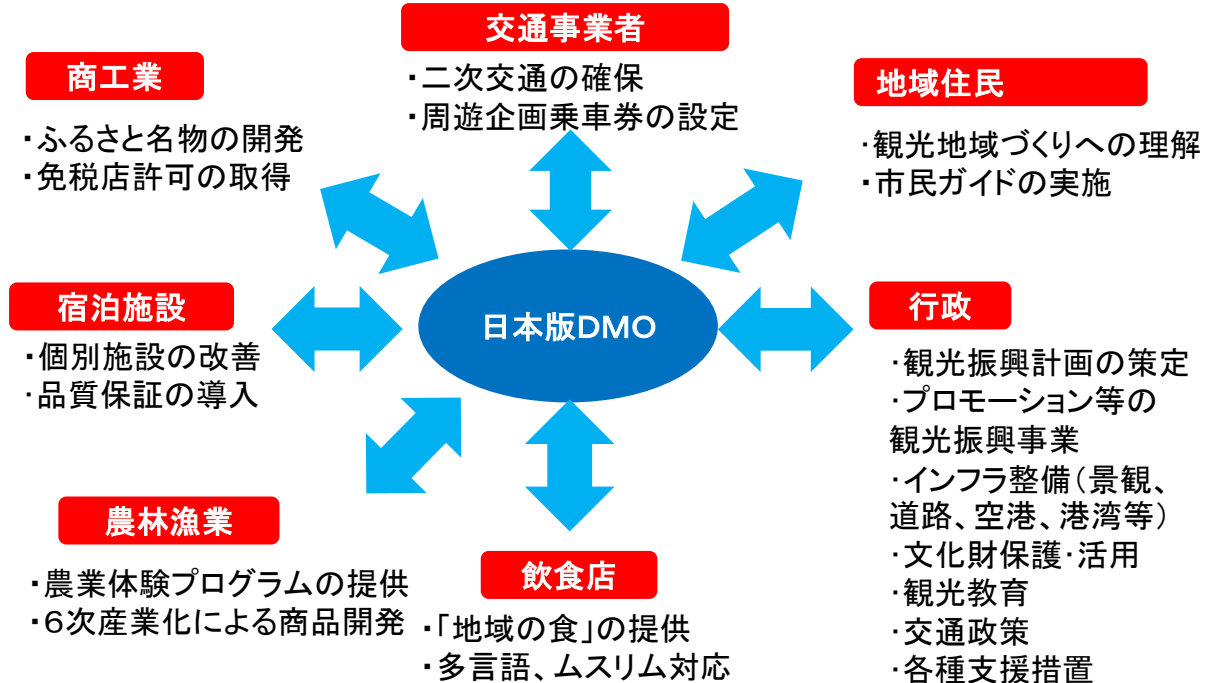 交通事業者
・二次交通の確保
・周遊企画乗車券の設定
商工業
・ふるさと名物の開発
・免税店許可の取得
地域住民
・観光地域づくりへの理解
・市民ガイドの実施
宿泊施設
・個別施設の改善
・品質保証の導入
日本版DMO
行政
・観光振興計画の策定
・プロモーション等の
観光振興事業
・インフラ整備(景観、
道路、空港、港湾等)
・文化財保護・活用
・観光教育
・交通政策
・各種支援措置
農林漁業
・農業体験プログラムの提供
・6次産業化による商品開発
飲食店
・「地域の食」の提供
・多言語、ムスリム対応